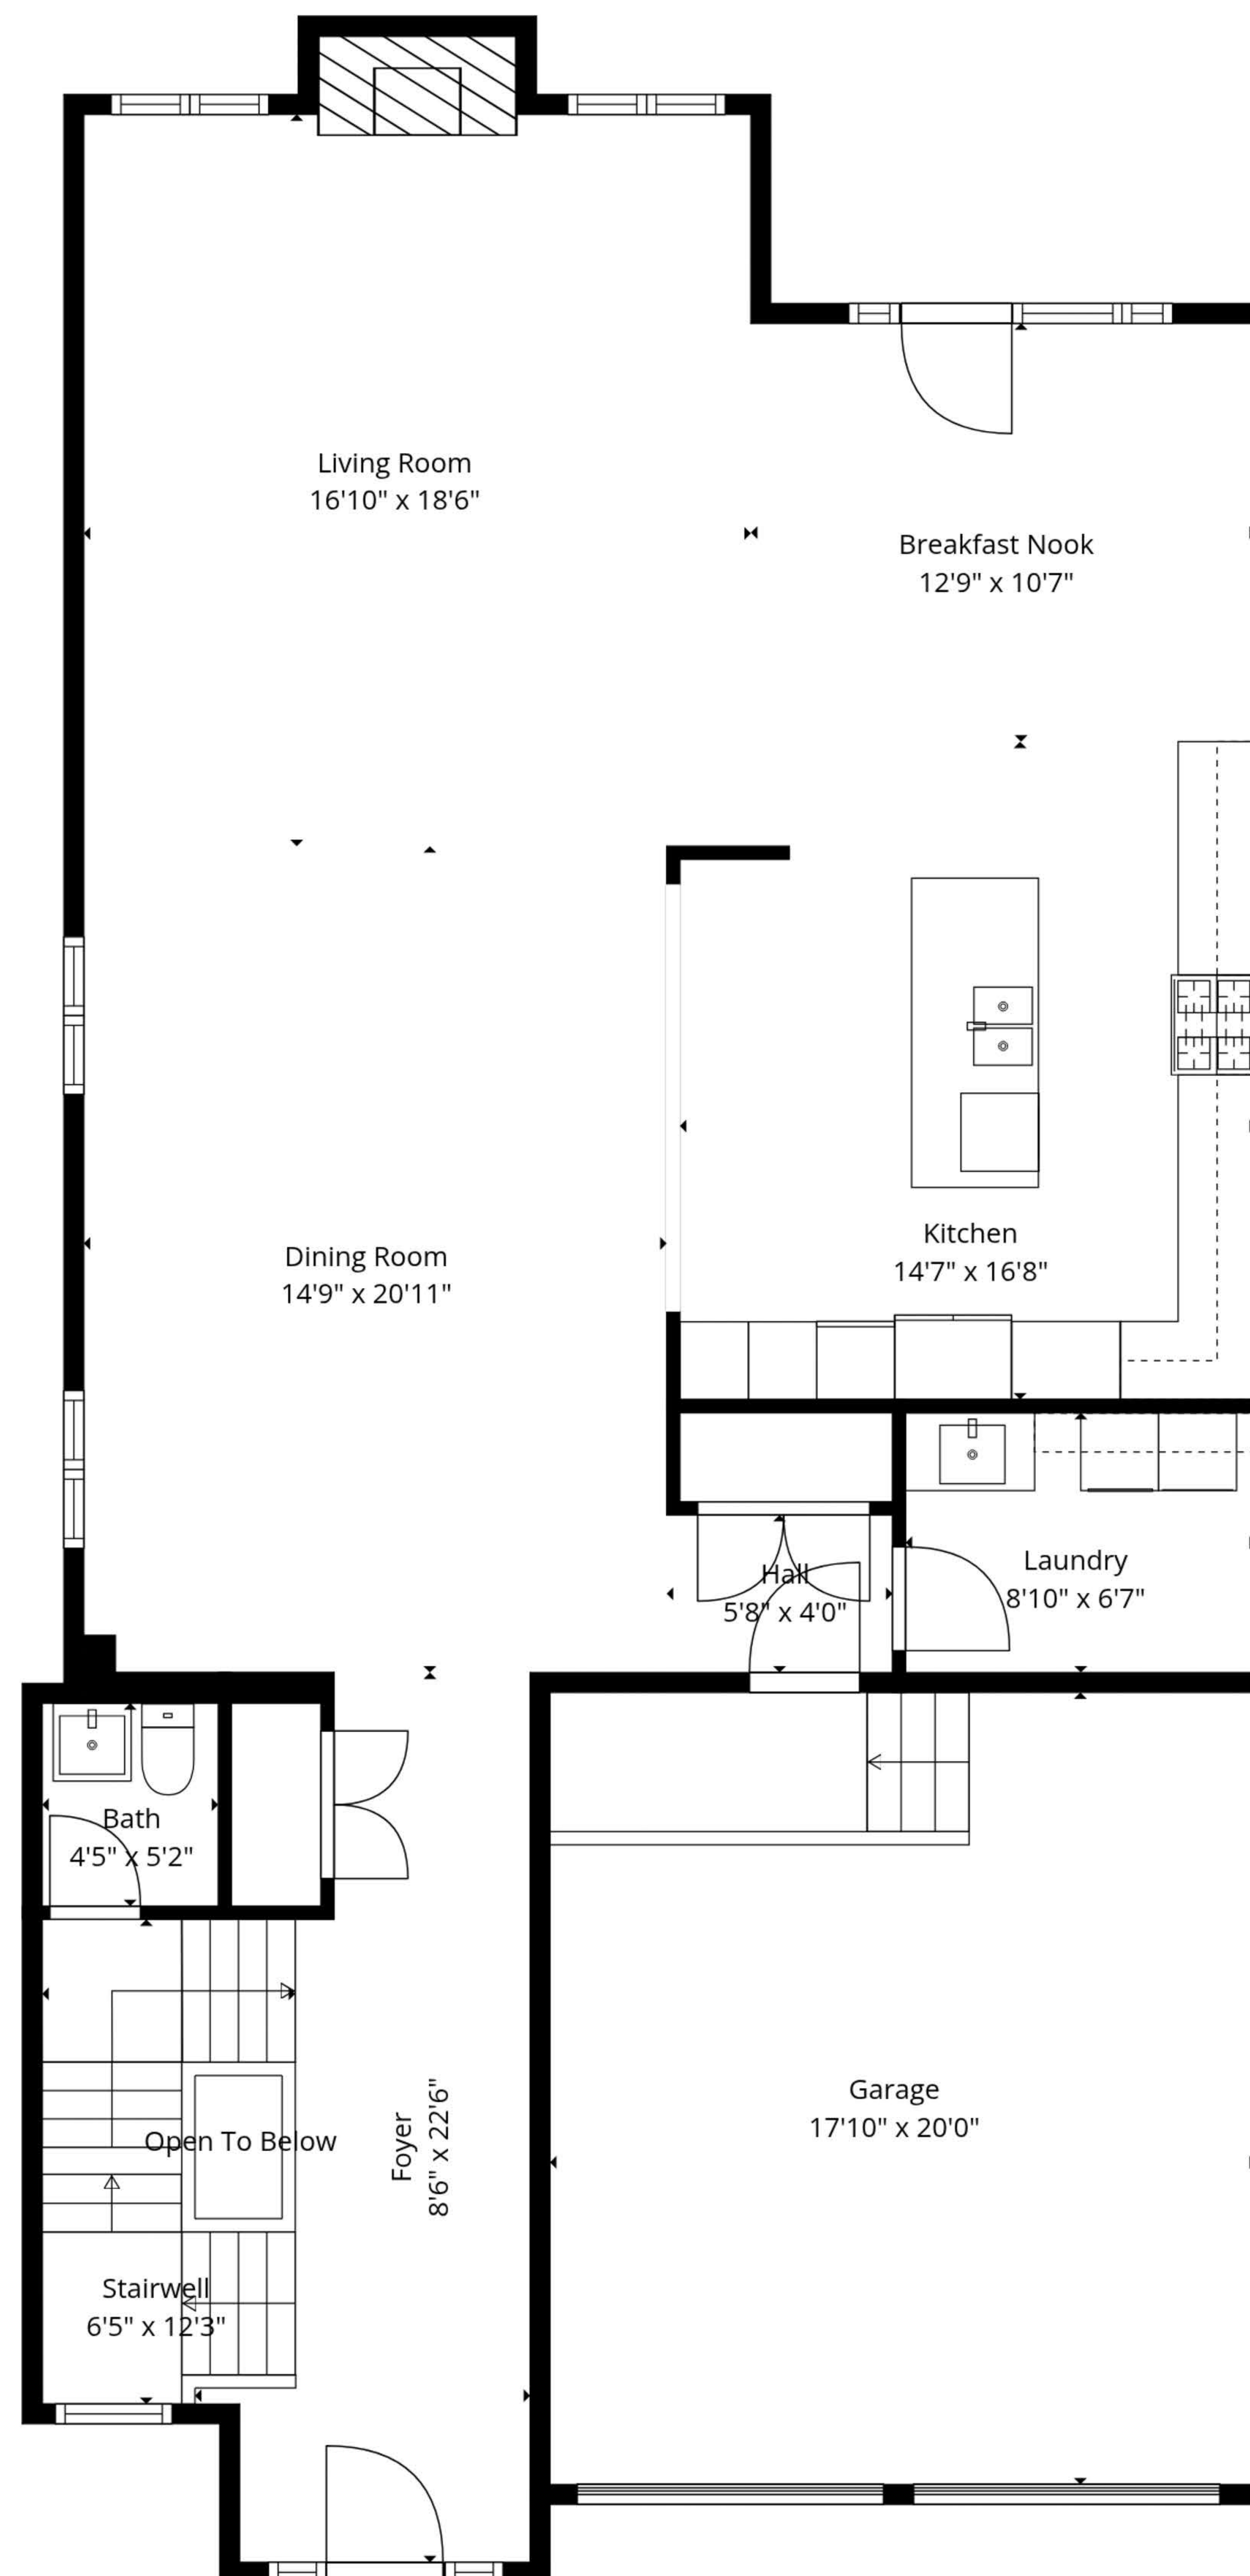 Living Room
16'10" x 18'6"
Breakfast Nook
12'9" x 10'7"
Dining Room
14'9" x 20'11"
Kitchen
14'7" x 16'8"
Hall
5'8" x 4'0"
Laundry
8'10" x 6'7"
Bath
4'5" x 5'2"
Foyer
8'6" x 22'6"
Garage
17'10" x 20'0"
Open To Below
Stairwell
6'5" x 12'3"